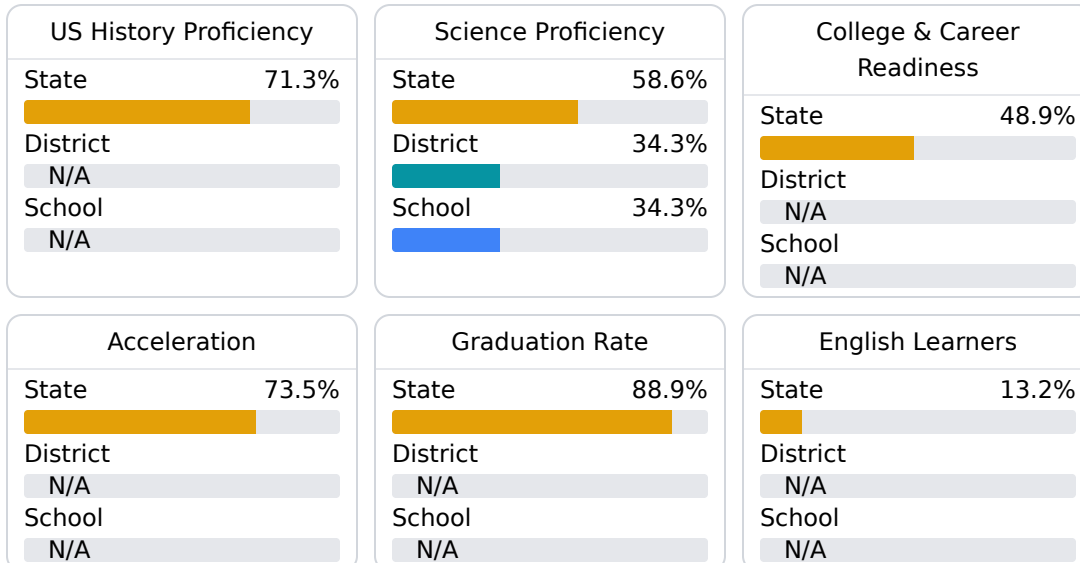 US History Proficiency
State 71.3%
District
N/A
School
N/A
Science Proficiency
State 58.6%
District 34.3%
School 34.3%
College & Career
Readiness
State 48.9%
District
N/A
School
N/A
Acceleration
State 73.5%
District
N/A
School
N/A
Graduation Rate
State 88.9%
District
N/A
School
N/A
English Learners
State 13.2%
District
N/A
School
N/A